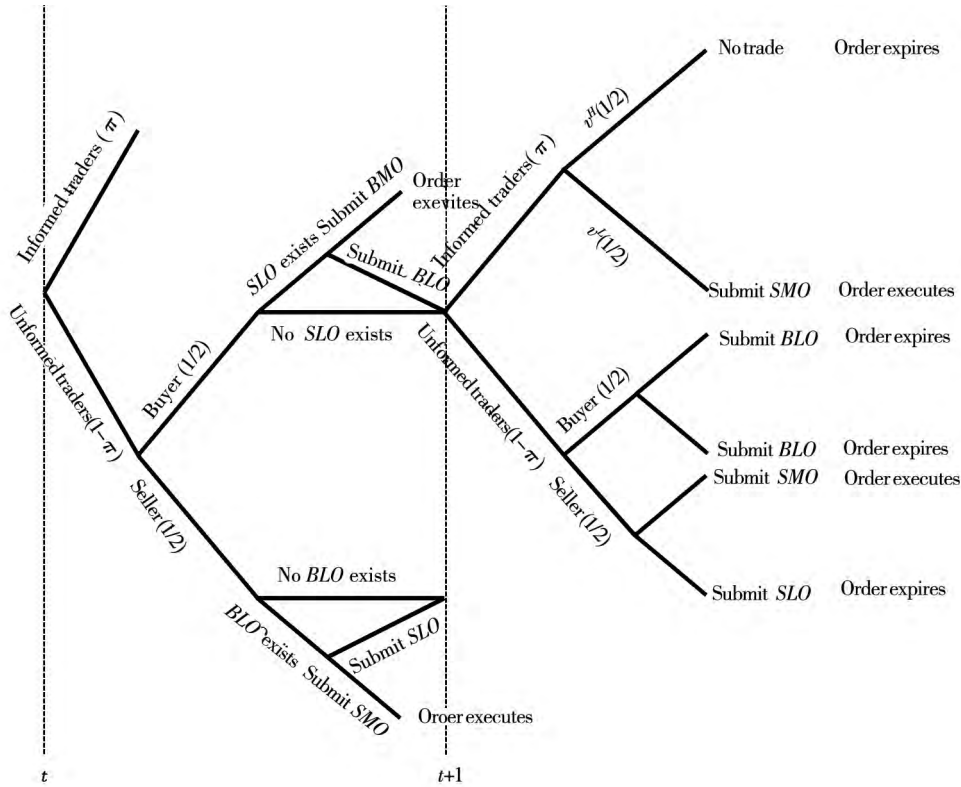 No trade Order expires
v^H(1/2)
Informed traders(π)
v^L(1/2)
Submit SMO Order executes
Informed traders(π)
SLO exists Submit BMO
Order
exevites
Submit BLO
No SLO exists
Unformed traders(1-π)
Buyer (1/2)
Submit BLO Order expires
Unformed traders(1-π)
Buyer (1/2)
Submit BLO Order expires
Submit SMO Order executes
Seller (1/2)
Seller (1/2)
No BLO exists
Submit SLO Order expires
BLO exists Submit SMO
Submit SLO
Oroer executes
t
t+1